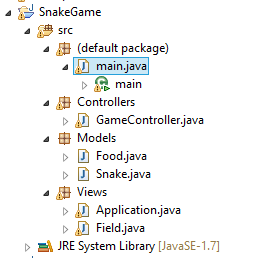 SnakeGame
src
(default package)
main.java
main
Controllers
GameController.java
Models
Food.java
Snake.java
Views
Application.java
Field.java
JRE System Library [JavaSE-1.7]